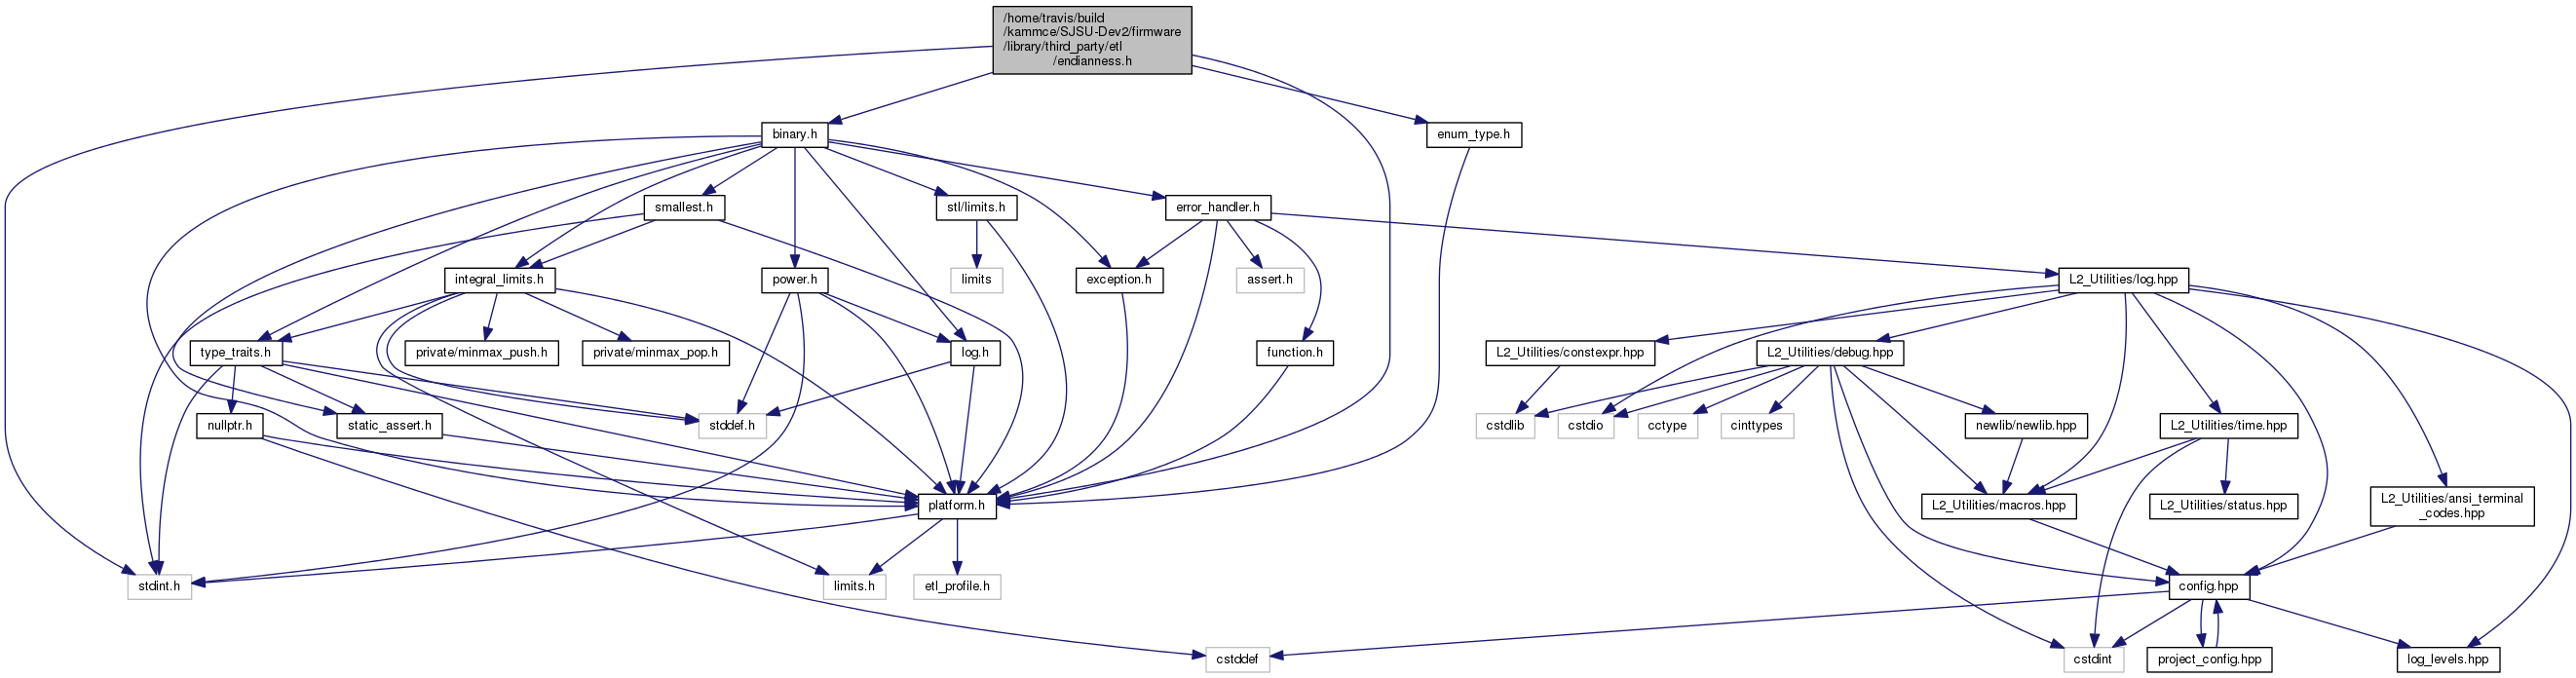 /home/travis/build
/kammce/SJSU-Dev2/firmware
/library/third_party/etl
/endianness.h
binary.h
enum_type.h
smallest.h
stl/limits.h
error_handler.h
integral_limits.h
power.h
limits
exception.h
assert.h
L2_Utilities/log.hpp
type_traits.h
private/minmax_push.h
private/minmax_pop.h
log.h
function.h
L2_Utilities/constexpr.hpp
L2_Utilities/debug.hpp
nullptr.h
static_assert.h
stddef.h
cstdlib
cstdio
cctype
cinttypes
newlib/newlib.hpp
L2_Utilities/time.hpp
platform.h
L2_Utilities/macros.hpp
L2_Utilities/status.hpp
L2_Utilities/ansi_terminal
_codes.hpp
stdint.h
limits.h
etl_profile.h
config.hpp
cstddef
cstdint
project_config.hpp
log_levels.hpp